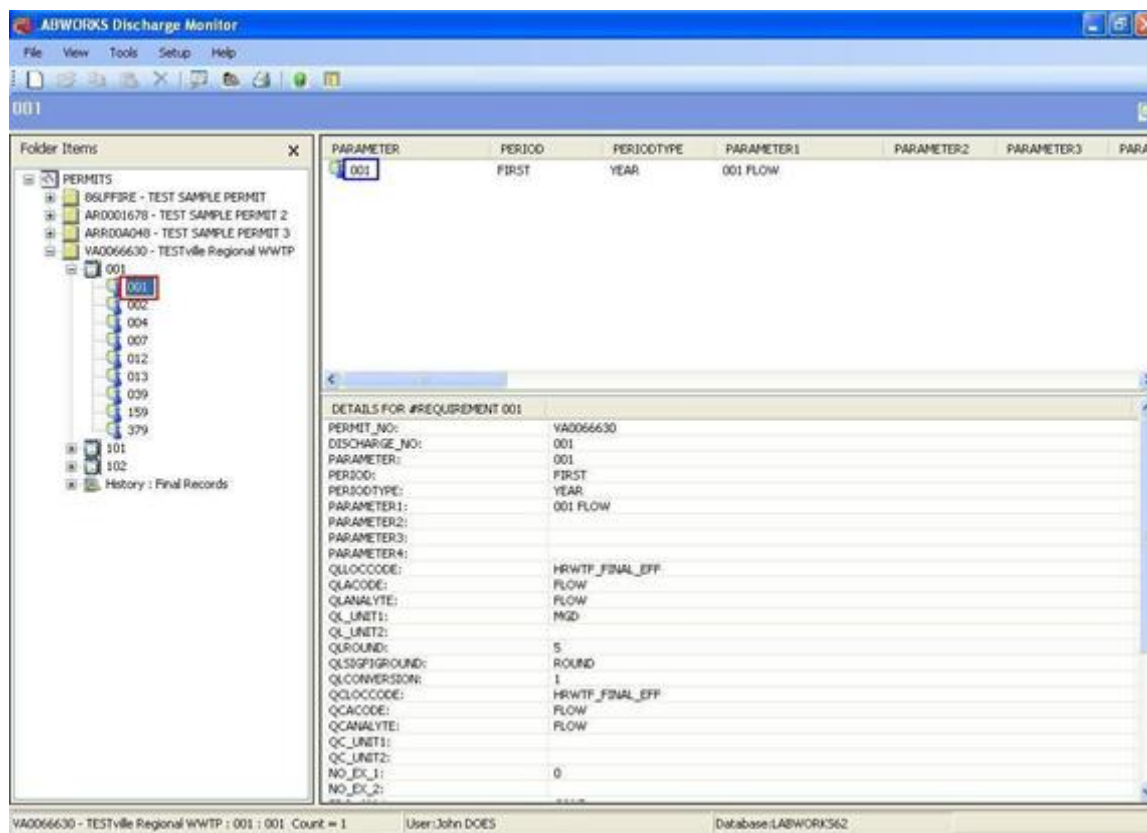 ABWORKS Discharge Monitor
File View Tools Setup Help
001
Folder Items X
PERMITS
86LFFIRE - TEST SAMPLE PERMIT
AR0001678 - TEST SAMPLE PERMIT 2
ARR00A048 - TEST SAMPLE PERMIT 3
VA0066630 - TESTville Regional WWTP
001
001
002
004
007
012
013
039
159
379
101
102
History : Final Records
PARAMETER PERIOD PERIODTYPE PARAMETER1 PARAMETER2 PARAMETER3 PARA
001 FIRST YEAR 001 FLOW
DETAILS FOR #REQUIREMENT 001
PERMIT_NO: VA0066630
DISCHARGE_NO: 001
PARAMETER: 001
PERIOD: FIRST
PERIODTYPE: YEAR
PARAMETER1: 001 FLOW
PARAMETER2:
PARAMETER3:
PARAMETER4:
QLLOCCODE: HRWTF_FINAL_EFF
QLACODE: FLOW
QLANALYTE: FLOW
QL_UNIT1: MGD
QL_UNIT2:
QLROUND: 5
QLSIGFIGROUND: ROUND
QLCONVERSION: 1
QCLOCCODE: HRWTF_FINAL_EFF
QCACODE: FLOW
QCANALYTE: FLOW
QC_UNIT1:
QC_UNIT2:
NO_EX_1: 0
NO_EX_2:
VA0066630 - TESTville Regional WWTP : 001 : 001 Count = 1 User:John DOES Database:LABWORKS62